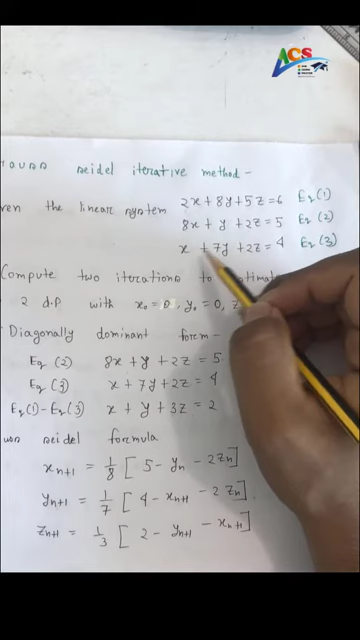 ACS
seidel iterative method-
the linear system 2x + 8y + 5z = 6 Eq (1)
8x + y + 2z = 5 Eq (2)
x + 7y + 2z = 4 Eq (3)
Compute two iterations to
2 d.p with x₀ = 0, y₀ = 0, z
Diagonally dominant form-
Eq (2) 8x + y + 2z = 5
Eq (3) x + 7y + 2z = 4
Eq (1) - Eq (3) x + y + 3z = 2
seidel formula
xₙ₊₁ = 1/8 [ 5 - yₙ - 2zₙ]
yₙ₊₁ = 1/7 [ 4 - xₙ₊₁ - 2zₙ].
zₙ₊₁ = 1/3 [ 2 - yₙ₊₁ - xₙ₊₁]